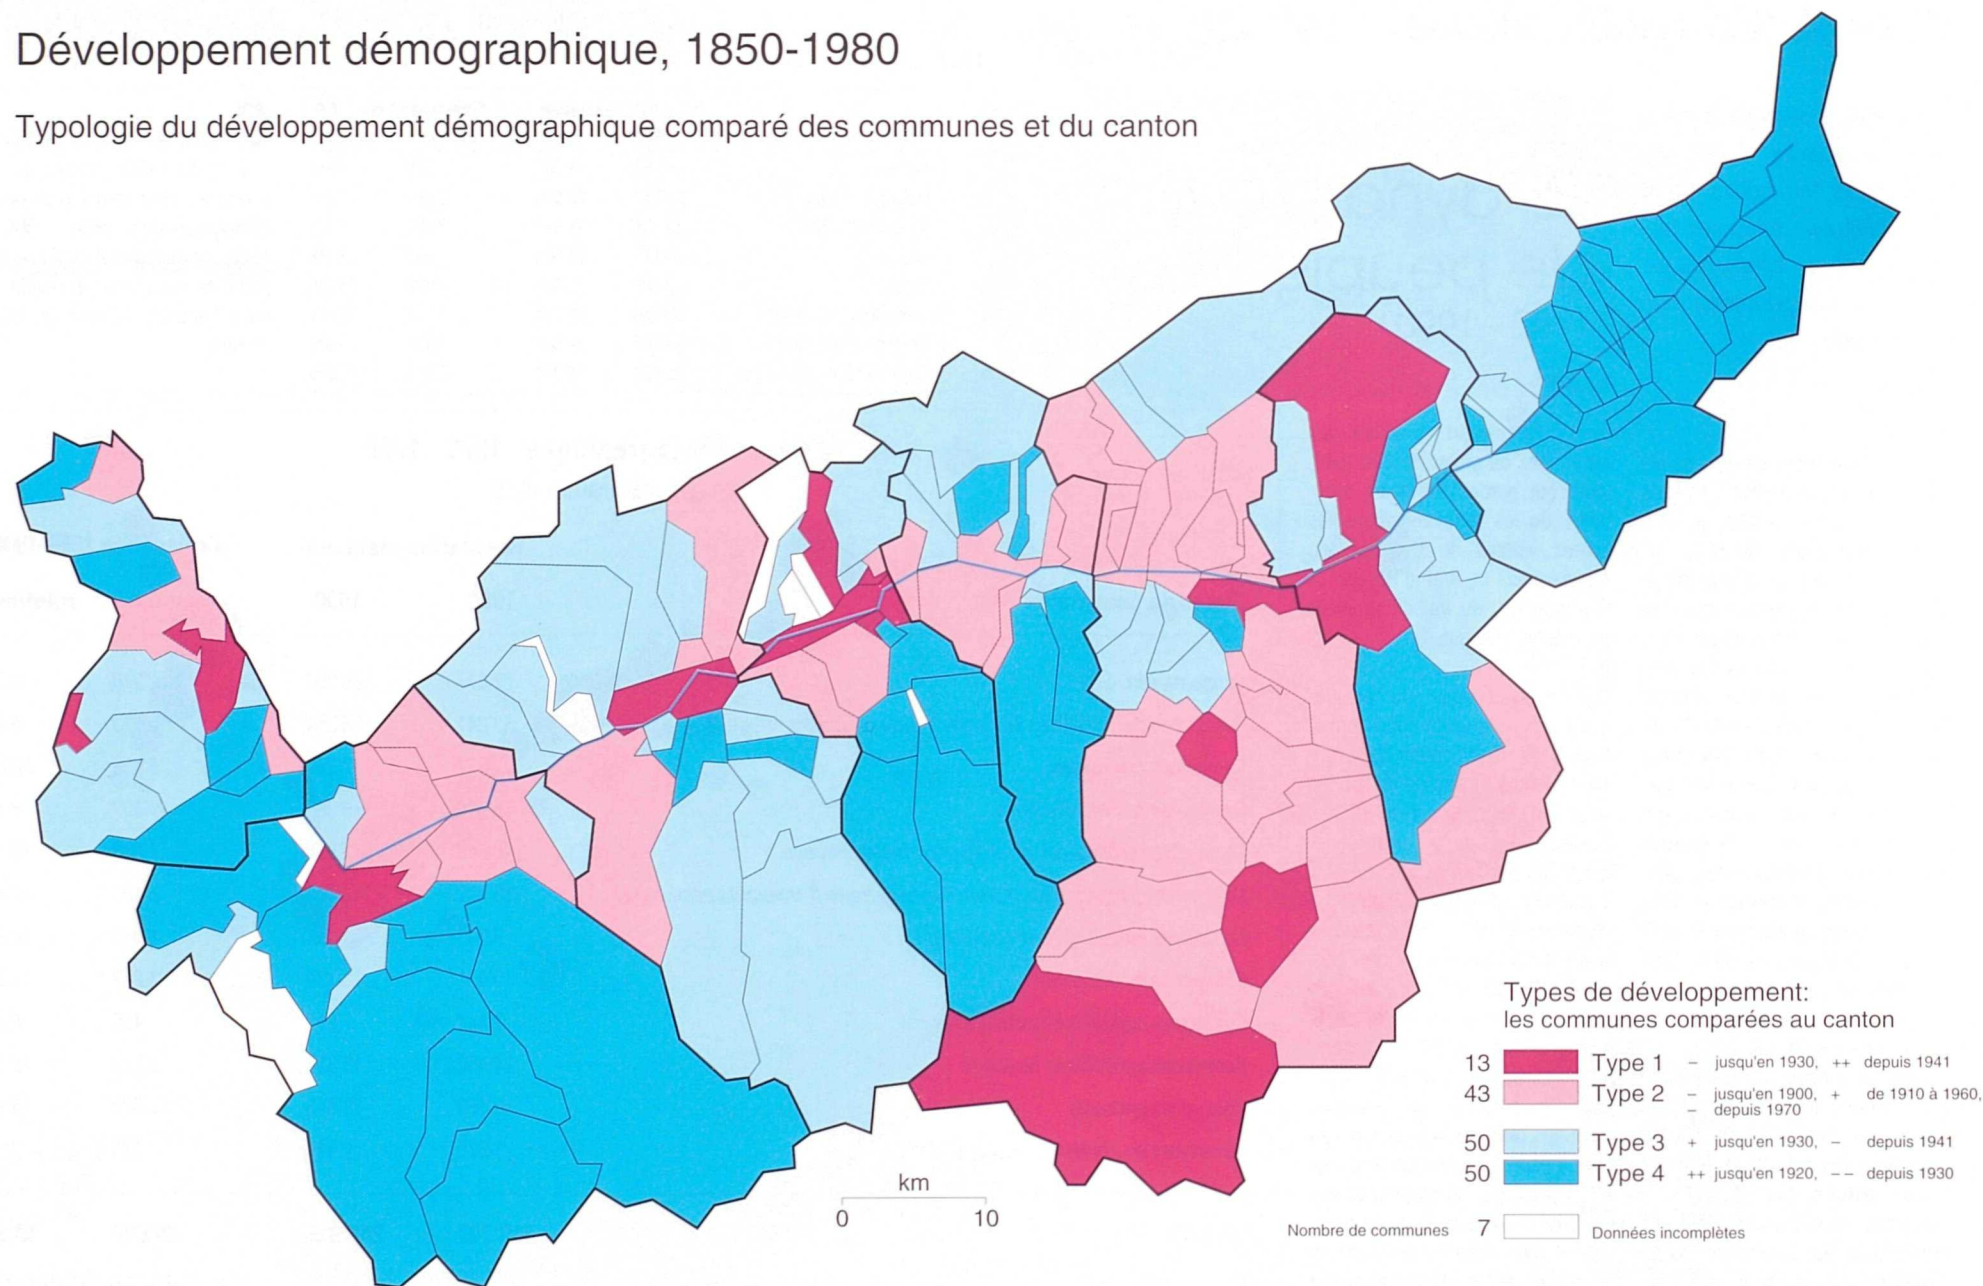 Développement démographique, 1850-1980
Typologie du développement démographique comparé des communes et du canton
Types de développement:
les communes comparées au canton
13 Type 1 – jusqu'en 1930, ++ depuis 1941
43 Type 2 – jusqu'en 1900, + de 1910 à 1960,
– depuis 1970
50 Type 3 + jusqu'en 1930, – depuis 1941
50 Type 4 ++ jusqu'en 1920, –– depuis 1930
km
0 10
Nombre de communes 7 Données incomplètes